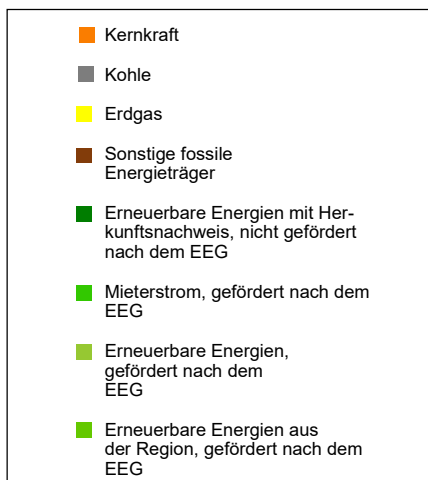 Kernkraft
Kohle
Erdgas
Sonstige fossile
Energieträger
Erneuerbare Energien mit Her-
kunftsnachweis, nicht gefördert
nach dem EEG
Mieterstrom, gefördert nach dem
EEG
Erneuerbare Energien,
gefördert nach dem
EEG
Erneuerbare Energien aus
der Region, gefördert nach dem
EEG